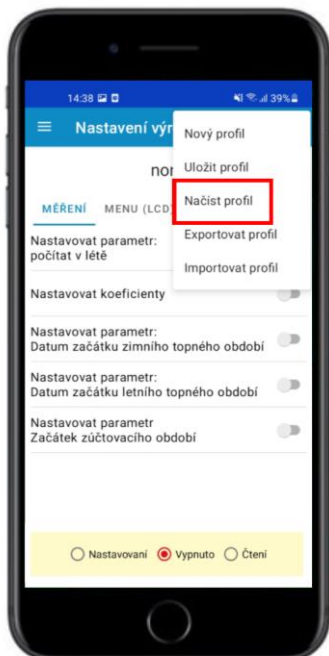 14:38 39%
Nastavení výr
Nový profil
Uložit profil
Načíst profil
Exportovat profil
Importovat profil
nor
MĚŘENÍ MENU (LCD)
Nastavovat parametr:
počítat v létě
Nastavovat koeficienty
Nastavovat parametr:
Datum začátku zimního topného období
Nastavovat parametr:
Datum začátku letního topného období
Nastavovat parametr
Začátek zúčtovacího období
Nastavovaní Vypnuto Čtení